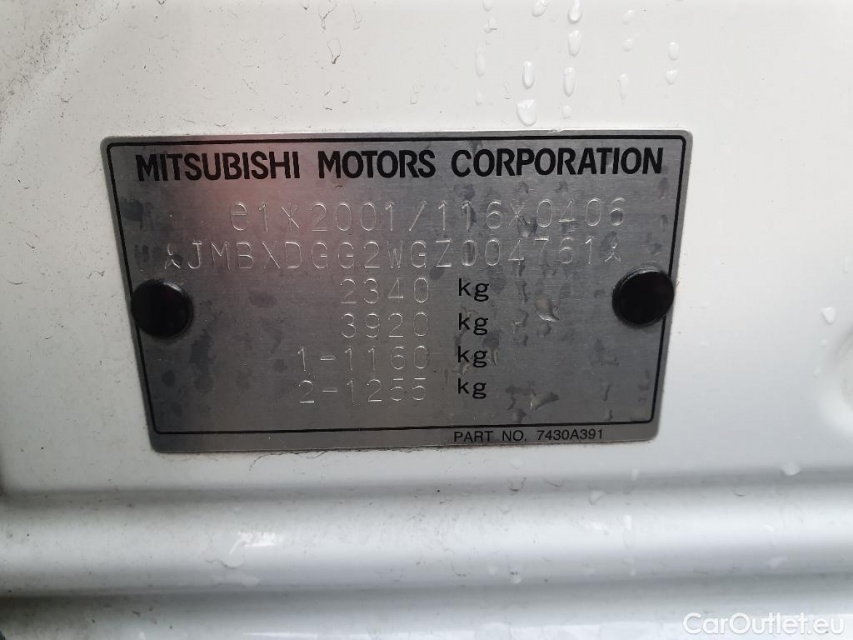 MITSUBISHI MOTORS CORPORATION
e1*2001/116*0406
*JMBXDGG2WGZ004761*
2340 kg
3920 kg
1-1160 kg
2-1255 kg
PART NO. 7430A391
CarOutlet.eu